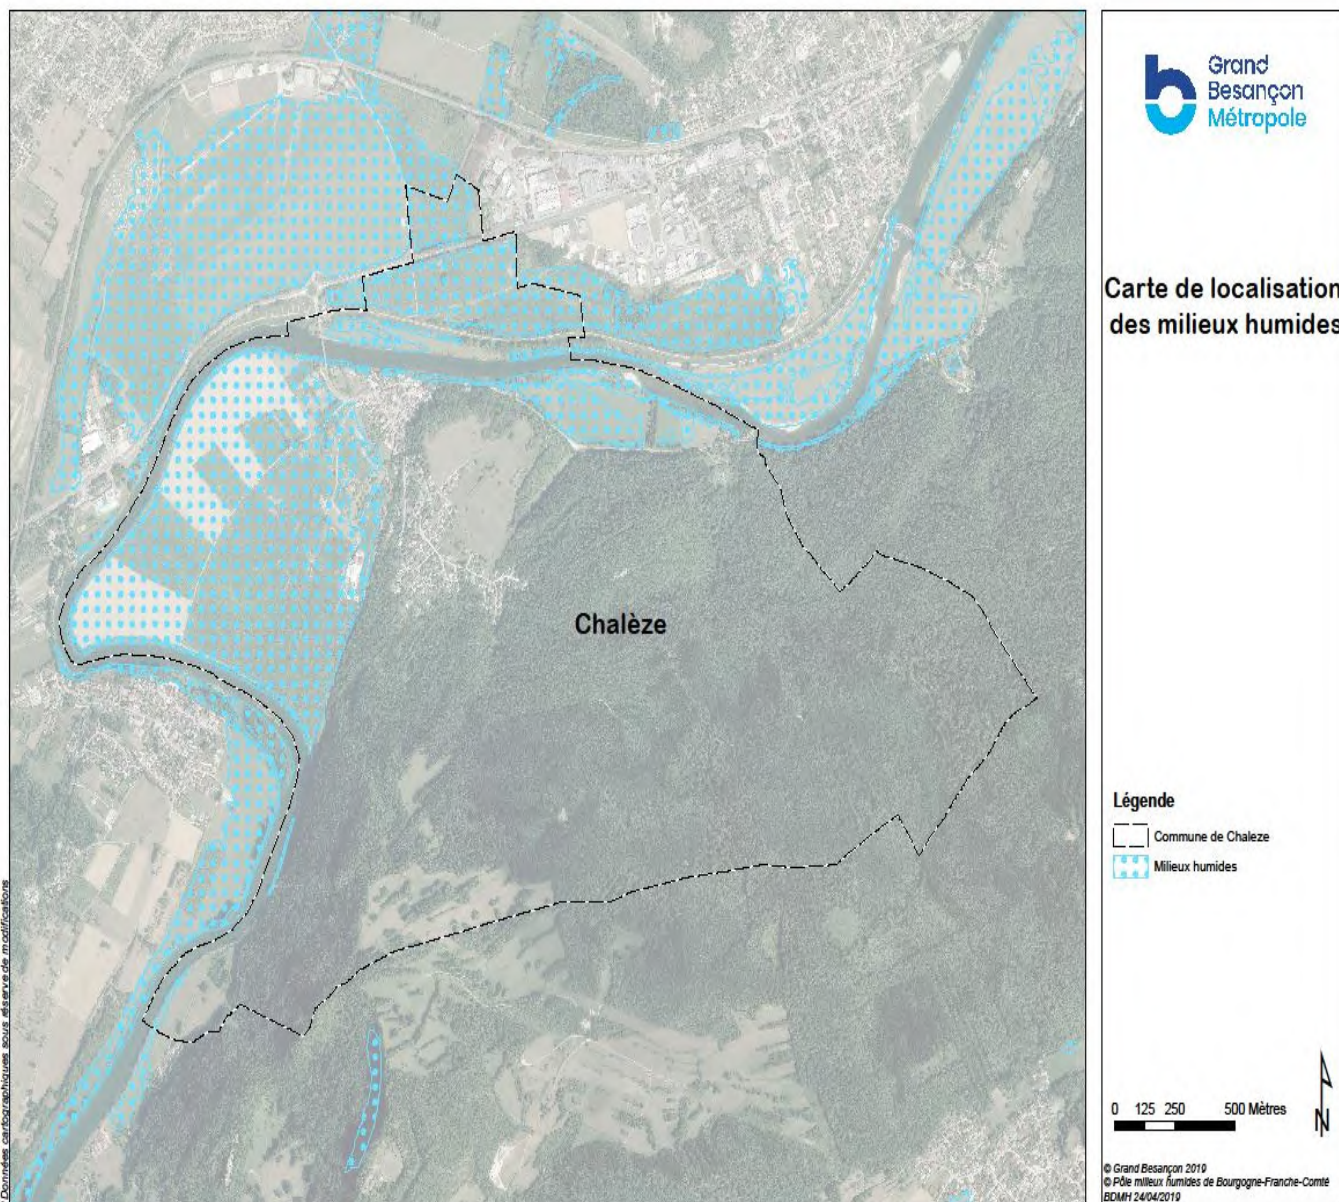 Grand
Besançon
Métropole
Carte de localisation
des milieux humides
Chalèze
Légende
Commune de Chaleze
Milieux humides
0 125 250 500 Mètres
N
© Grand Besançon 2019
© Pôle milieux humides de Bourgogne-Franche-Comté
BDMH 24/04/2019
Données cartographiques sous réserve de modifications